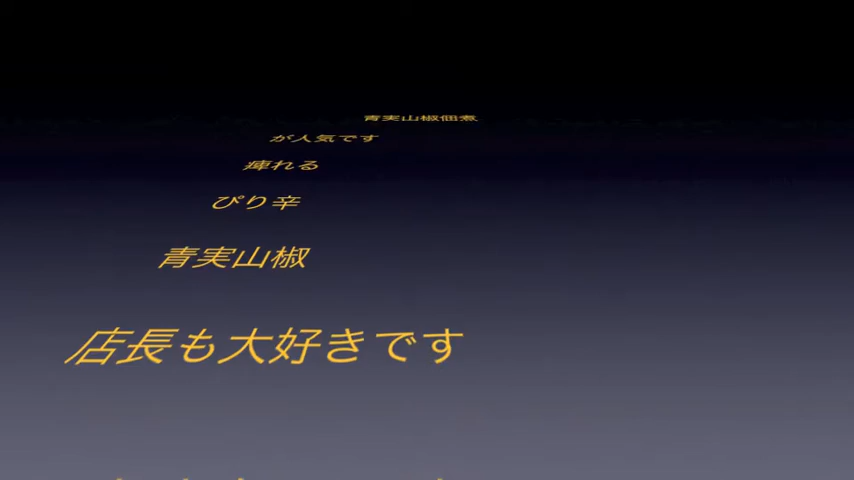 青実山椒佃煮
が人気です
痺れる
ぴり辛
青実山椒
店長も大好きです